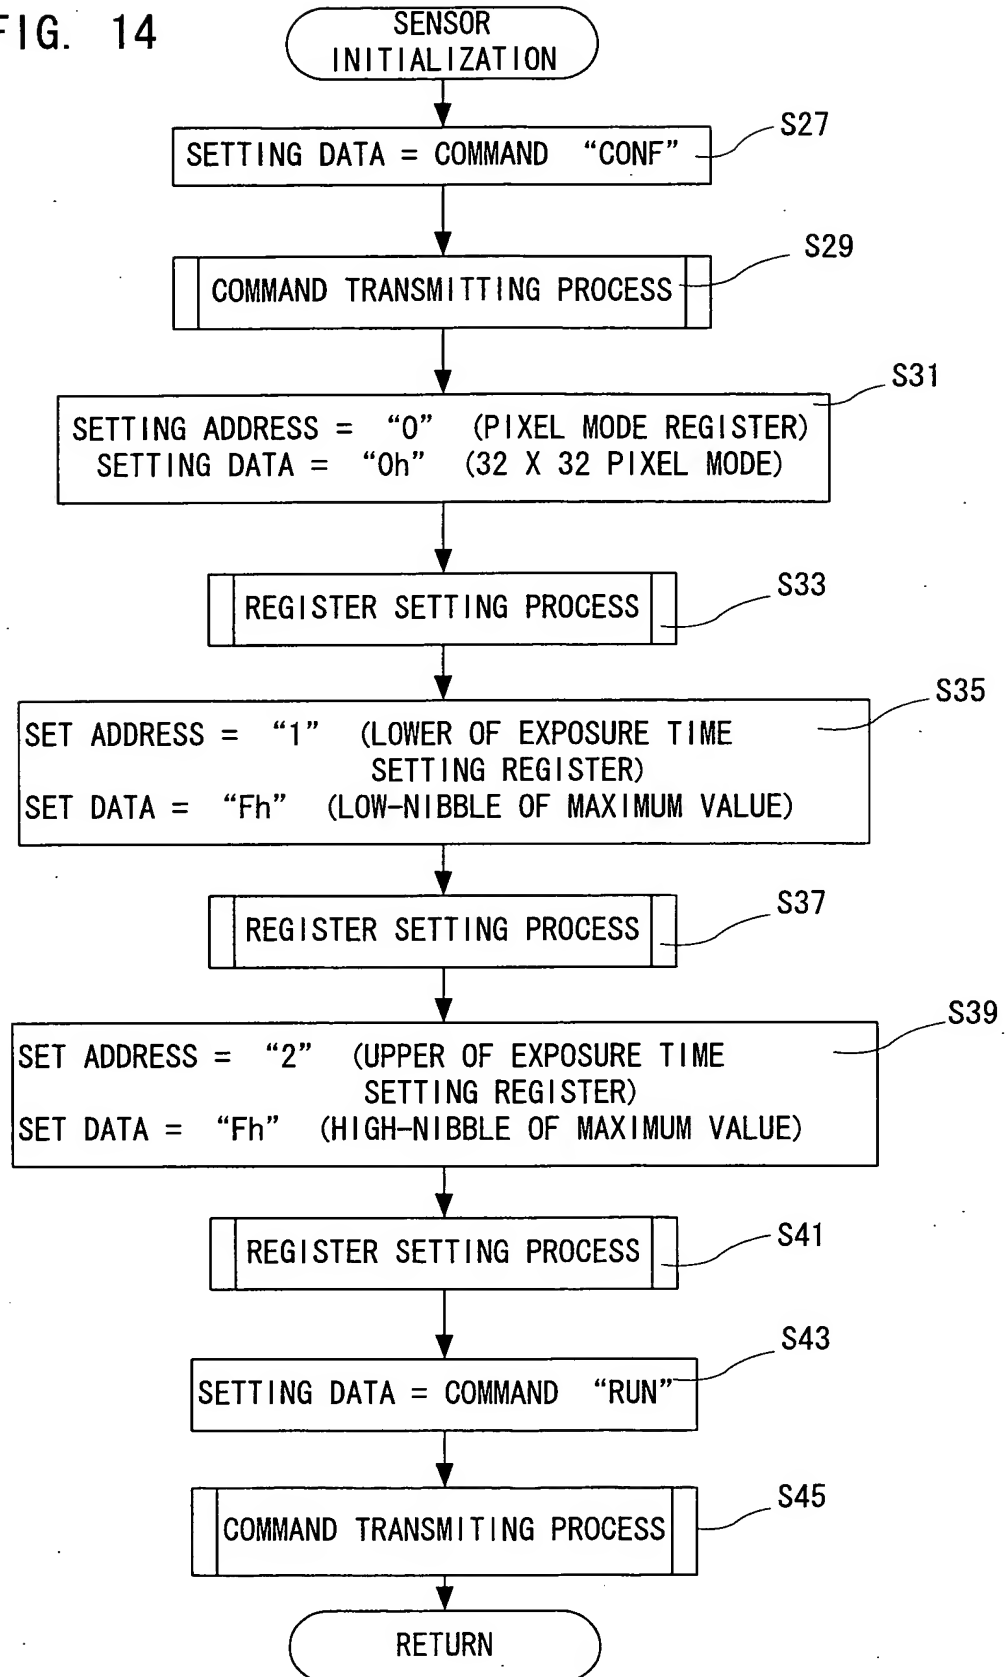 FIG. 14
SENSOR
INITIALIZATION
SETTING DATA = COMMAND “CONF”
S27
COMMAND TRANSMITTING PROCESS
S29
SETTING ADDRESS = “0” (PIXEL MODE REGISTER)
SETTING DATA = “0h” (32 X 32 PIXEL MODE)
S31
REGISTER SETTING PROCESS
S33
SET ADDRESS = “1” (LOWER OF EXPOSURE TIME
SETTING REGISTER)
SET DATA = “Fh” (LOW-NIBBLE OF MAXIMUM VALUE)
S35
REGISTER SETTING PROCESS
S37
SET ADDRESS = “2” (UPPER OF EXPOSURE TIME
SETTING REGISTER)
SET DATA = “Fh” (HIGH-NIBBLE OF MAXIMUM VALUE)
S39
REGISTER SETTING PROCESS
S41
SETTING DATA = COMMAND “RUN”
S43
COMMAND TRANSMITING PROCESS
S45
RETURN